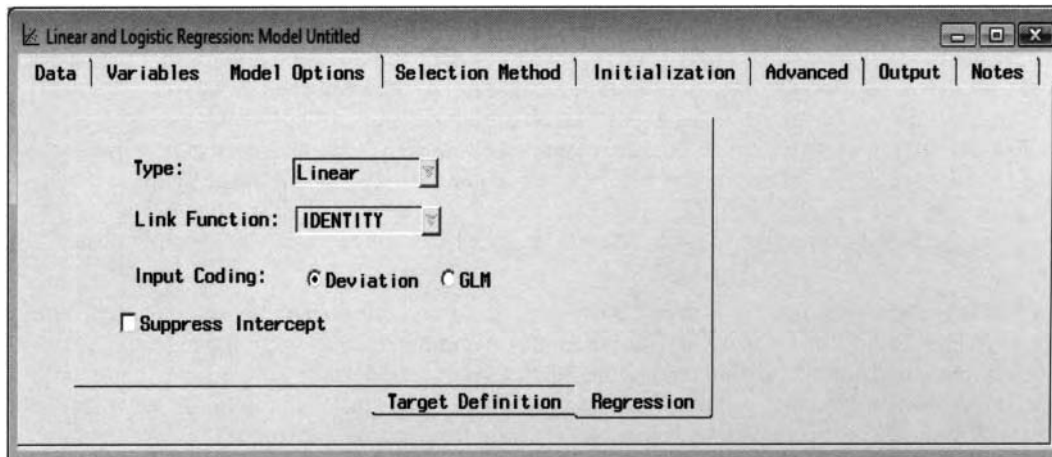 Linear and Logistic Regression: Model Untitled
Data Variables Model Options Selection Method Initialization Advanced Output Notes
Type: Linear
Link Function: IDENTITY
Input Coding: Deviation GLM
Suppress Intercept
Target Definition Regression